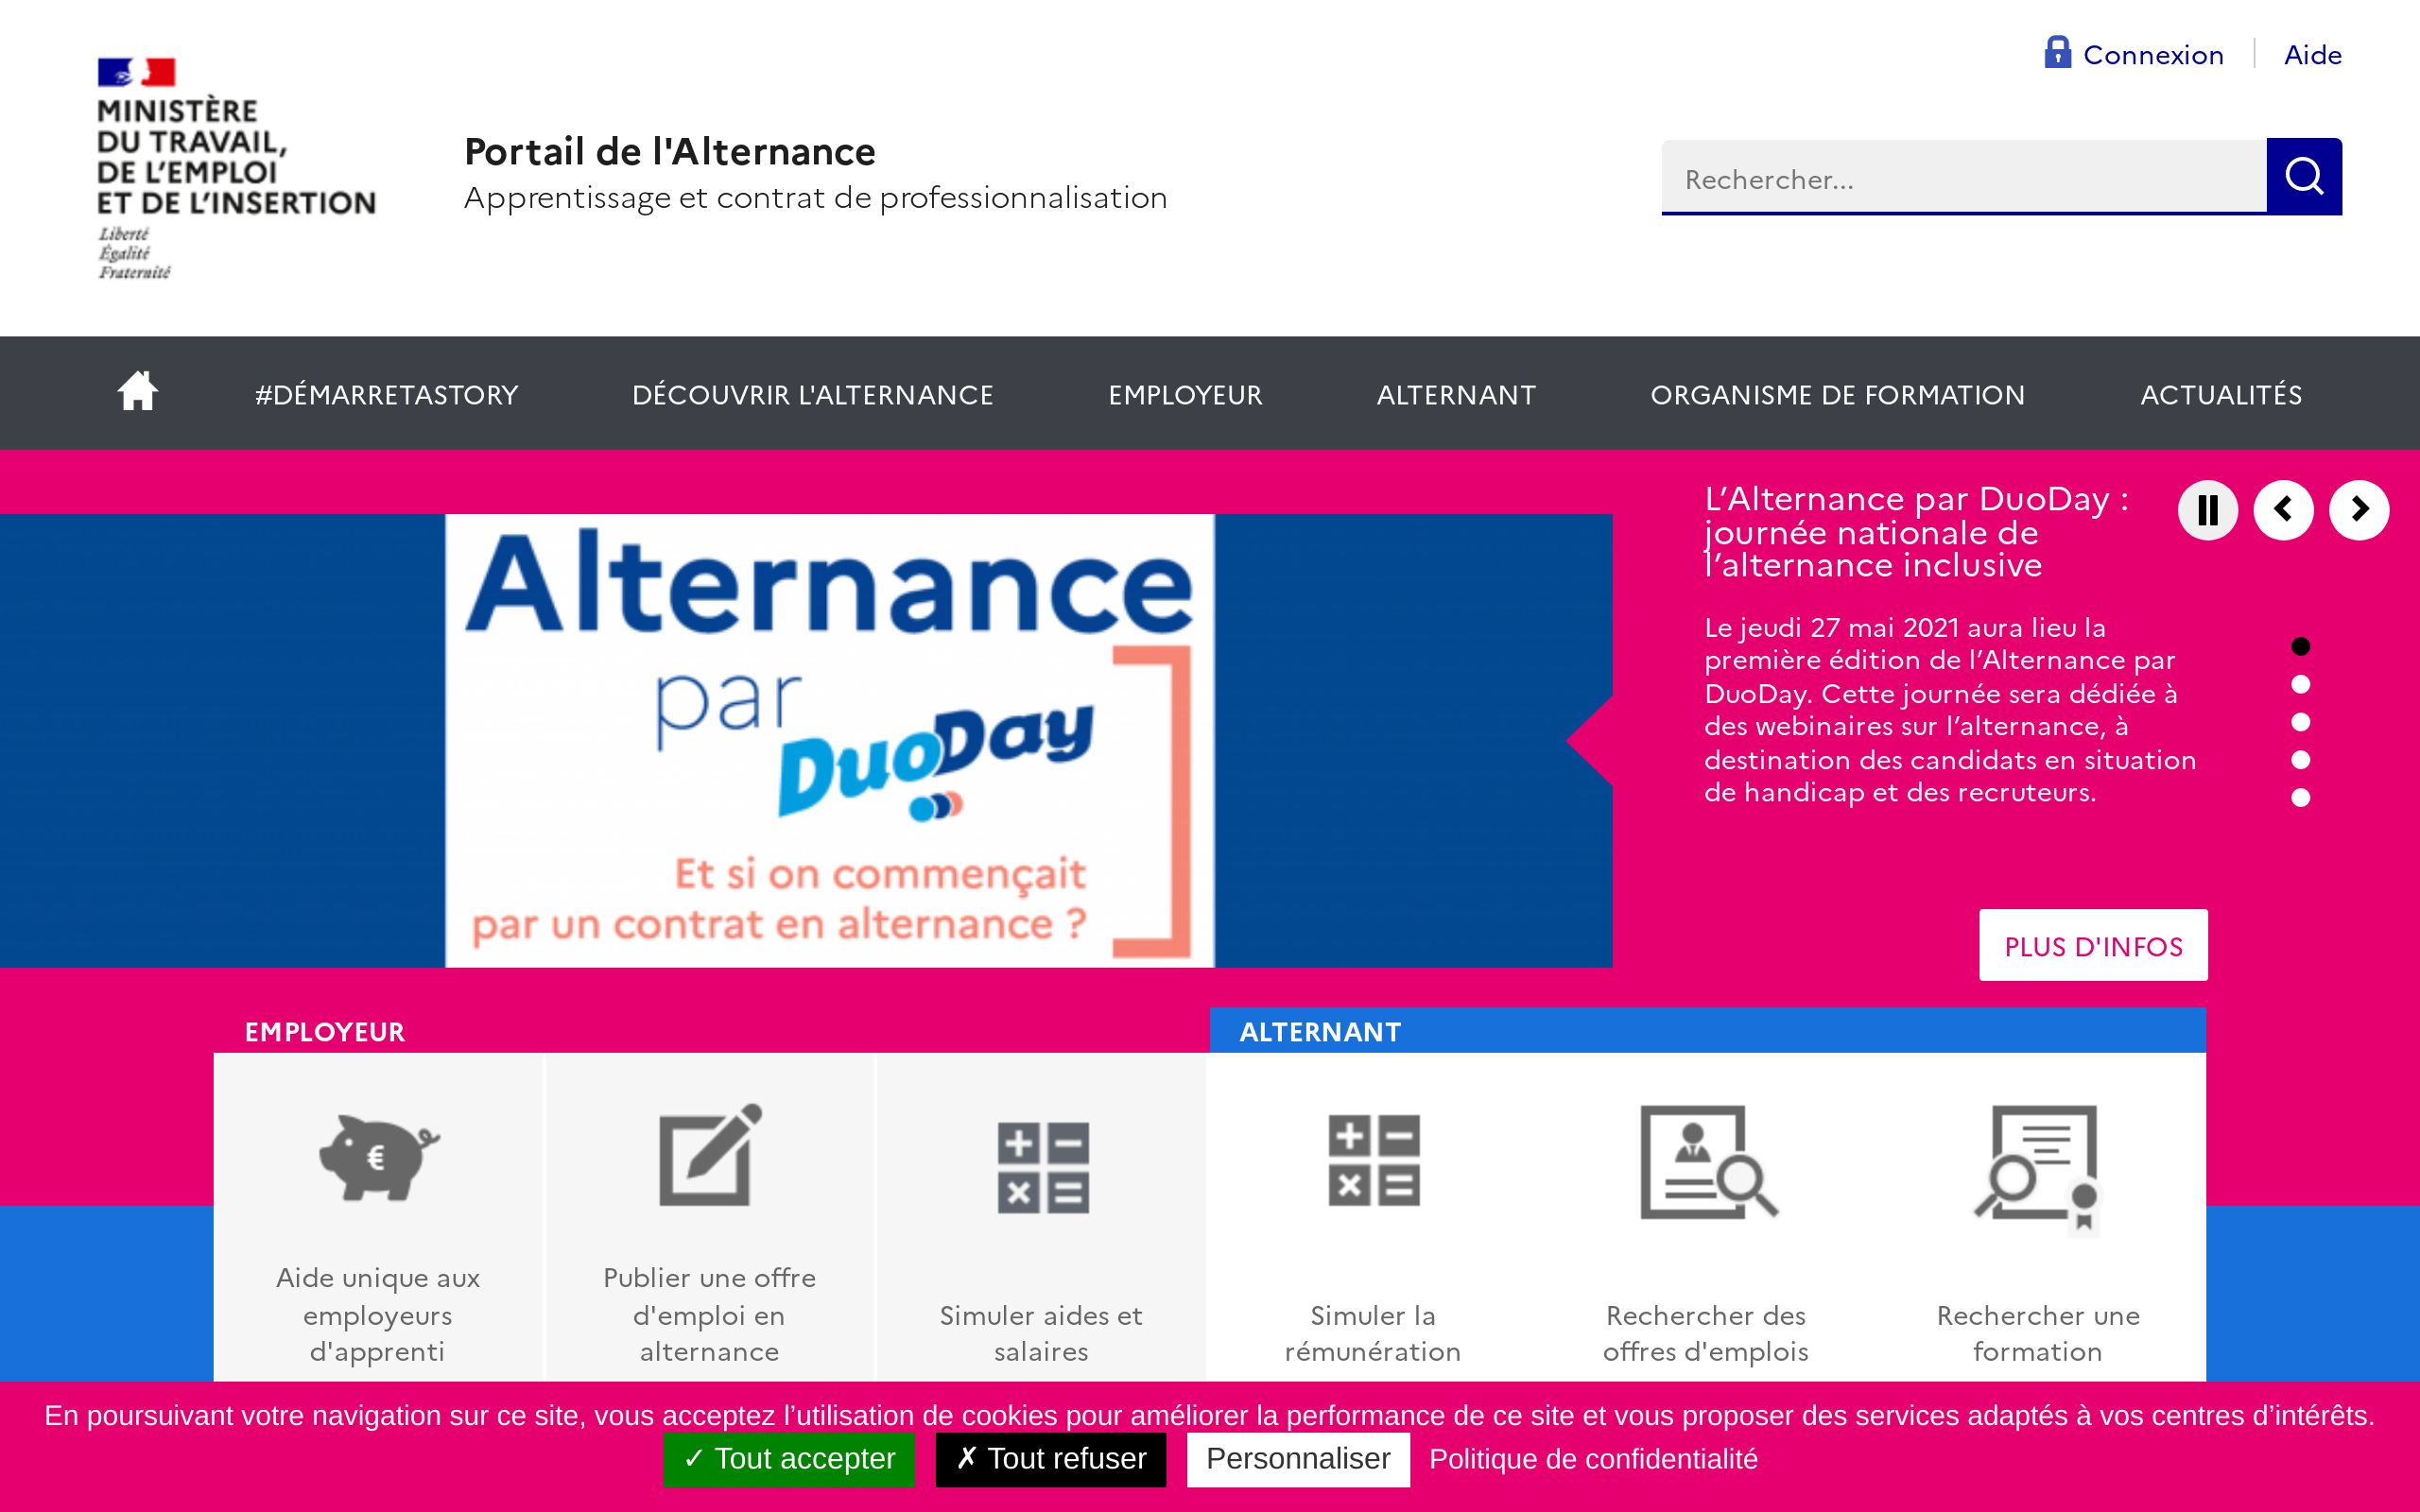 Connexion
Aide
MINISTÈRE
DU TRAVAIL,
DE L'EMPLOI
ET DE L'INSERTION
Liberté
Égalité
Fraternité
Portail de l'Alternance
Apprentissage et contrat de professionnalisation
Rechercher...
#DÉMARRETASTORY
DÉCOUVRIR L'ALTERNANCE
EMPLOYEUR
ALTERNANT
ORGANISME DE FORMATION
ACTUALITÉS
Alternance
par
DuoDay
Et si on commençait
par un contrat en alternance ?
L’Alternance par DuoDay :
journée nationale de
l’alternance inclusive
Le jeudi 27 mai 2021 aura lieu la
première édition de l’Alternance par
DuoDay. Cette journée sera dédiée à
des webinaires sur l’alternance, à
destination des candidats en situation
de handicap et des recruteurs.
PLUS D'INFOS
EMPLOYEUR
ALTERNANT
Aide unique aux
employeurs
d'apprenti
Publier une offre
d'emploi en
alternance
Simuler aides et
salaires
Simuler la
rémunération
Rechercher des
offres d'emplois
Rechercher une
formation
En poursuivant votre navigation sur ce site, vous acceptez l’utilisation de cookies pour améliorer la performance de ce site et vous proposer des services adaptés à vos centres d’intérêts.
✓ Tout accepter
✗ Tout refuser
Personnaliser
Politique de confidentialité